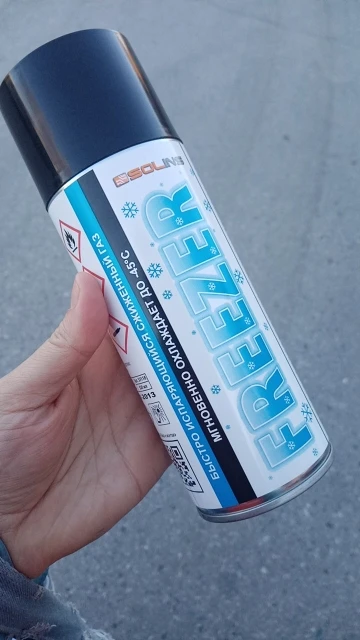 SOLINS
FREEZER
МГНОВЕННО ОХЛАЖДАЕТ ДО -45°C
БЫСТРО ИСПАРЯЮЩИЙСЯ СЖИЖЕННЫЙ ГАЗ